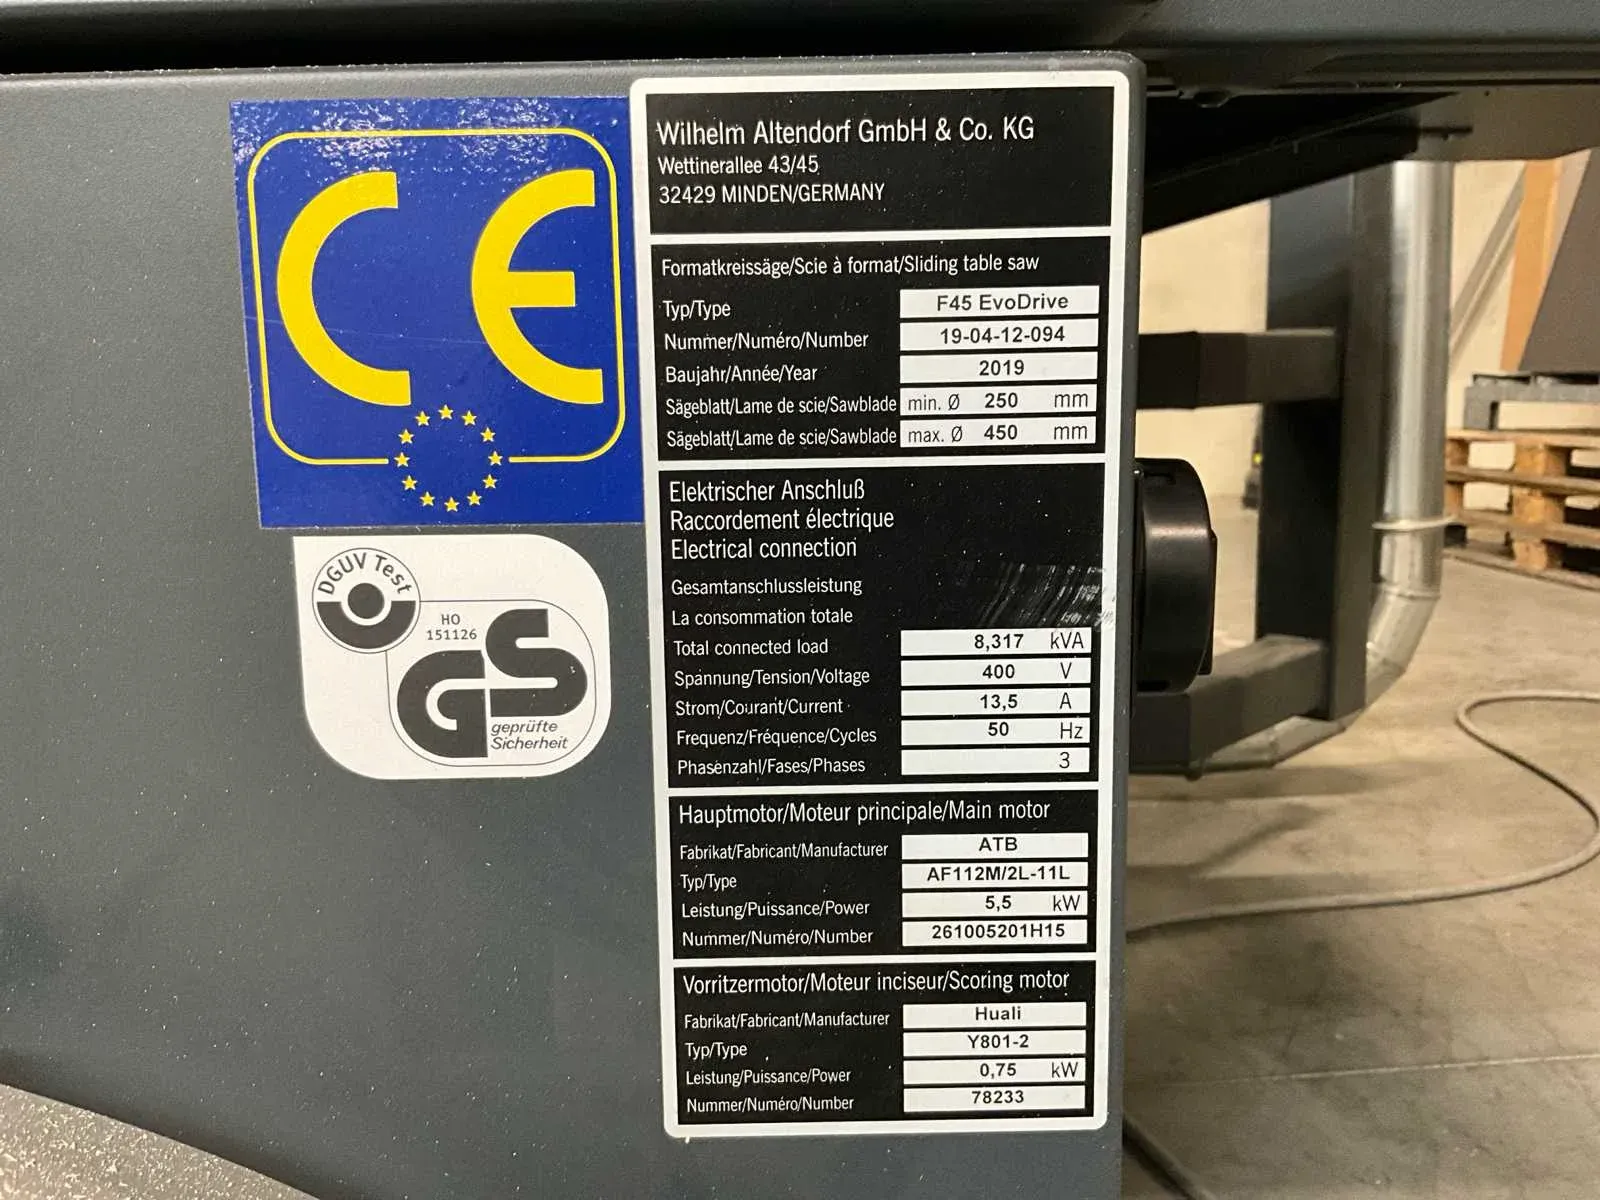 CE
DGUV Test
HO
151126
GS
geprüfte
Sicherheit
Wilhelm Altendorf GmbH & Co. KG
Wettinerallee 43/45
32429 MINDEN/GERMANY
Formatkreissäge/Scie à format/Sliding table saw
Typ/Type F45 EvoDrive
Nummer/Numéro/Number 19-04-12-094
Baujahr/Année/Year 2019
Sägeblatt/Lame de scie/Sawblade min. Ø 250 mm
Sägeblatt/Lame de scie/Sawblade max. Ø 450 mm
Elektrischer Anschluß
Raccordement électrique
Electrical connection
Gesamtanschlussleistung
La consommation totale
Total connected load 8,317 kVA
Spannung/Tension/Voltage 400 V
Strom/Courant/Current 13,5 A
Frequenz/Fréquence/Cycles 50 Hz
Phasenzahl/Fases/Phases 3
Hauptmotor/Moteur principale/Main motor
Fabrikat/Fabricant/Manufacturer ATB
Typ/Type AF112M/2L-11L
Leistung/Puissance/Power 5,5 kW
Nummer/Numéro/Number 261005201H15
Vorritzermotor/Moteur inciseur/Scoring motor
Fabrikat/Fabricant/Manufacturer Huali
Typ/Type Y801-2
Leistung/Puissance/Power 0,75 kW
Nummer/Numéro/Number 78233